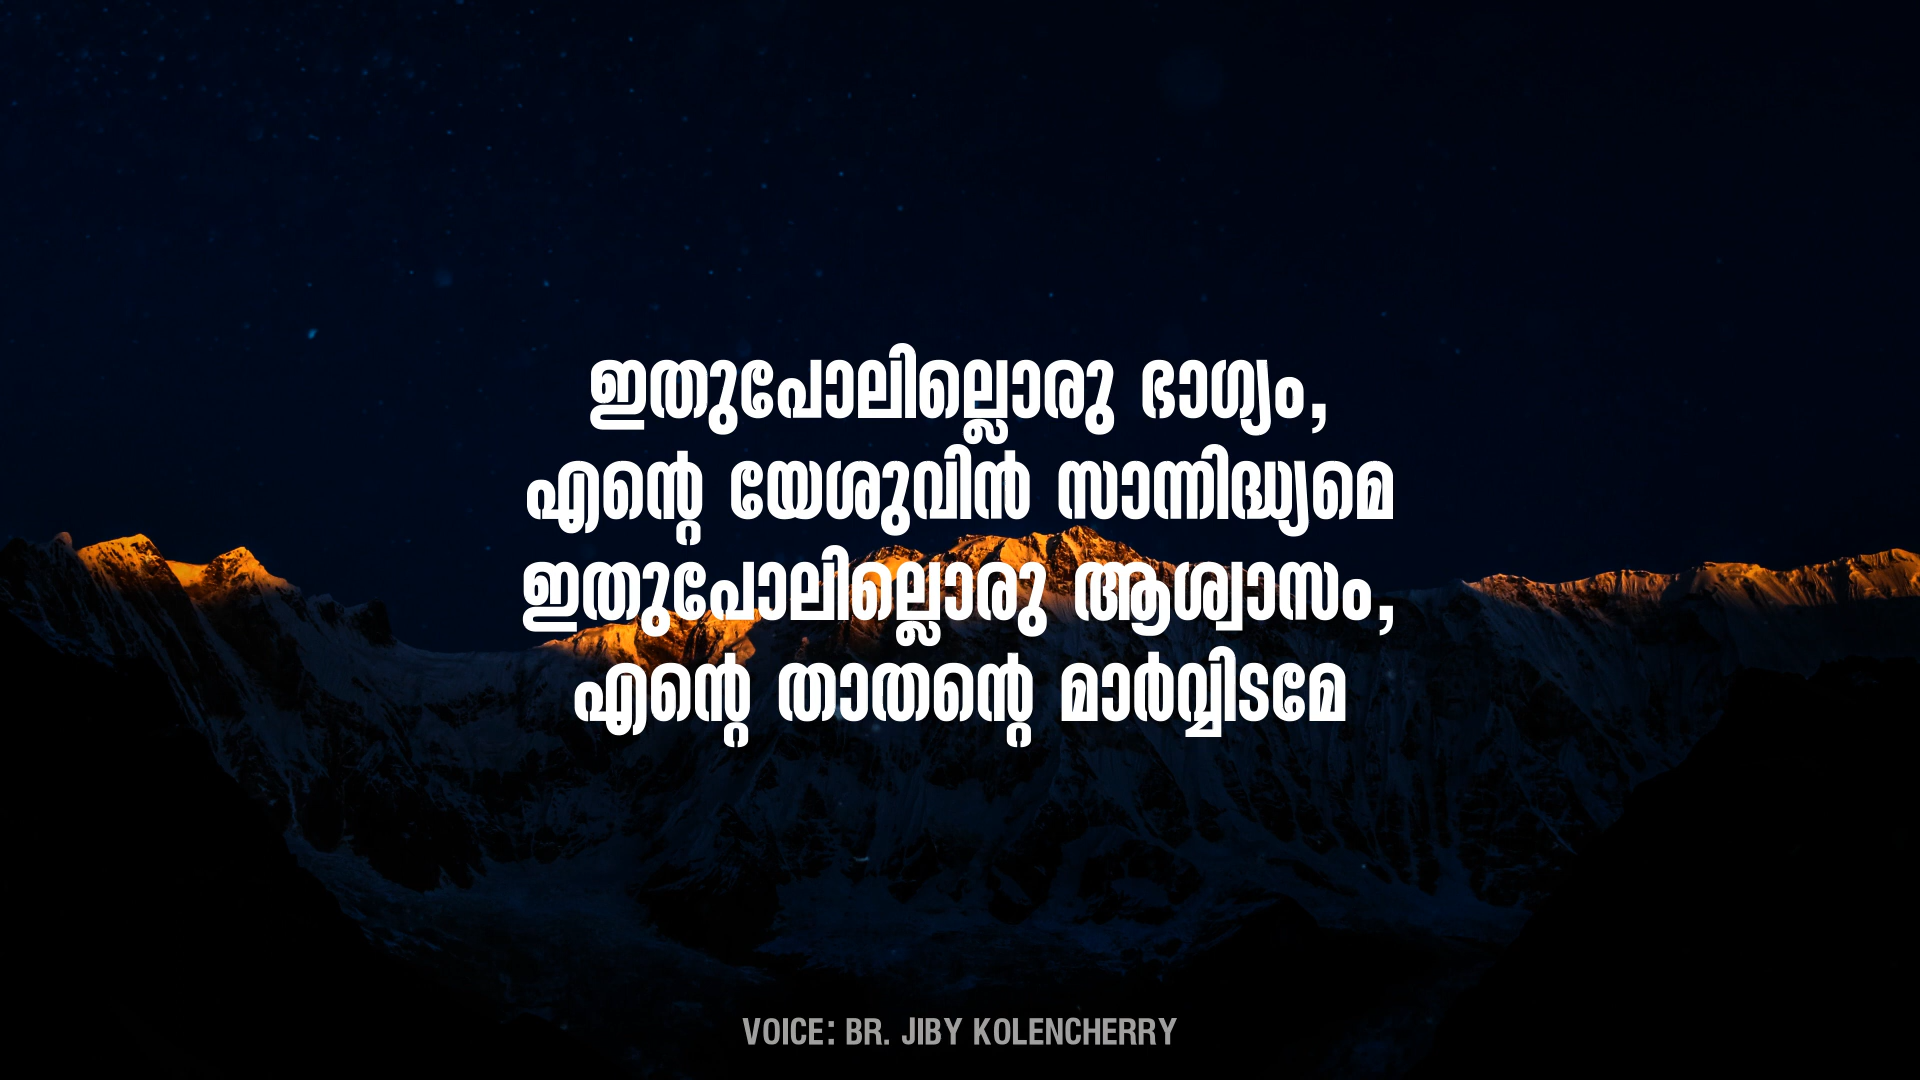 ഇതുപോലില്ലൊരു ഭാഗ്യം,
എന്റെ യേശുവിൻ സാന്നിദ്ധ്യമെ
ഇതുപോലില്ലൊരു ആശ്വാസം,
എന്റെ താതന്റെ മാർവ്വിടമേ
VOICE: BR. JIBY KOLENCHERRY